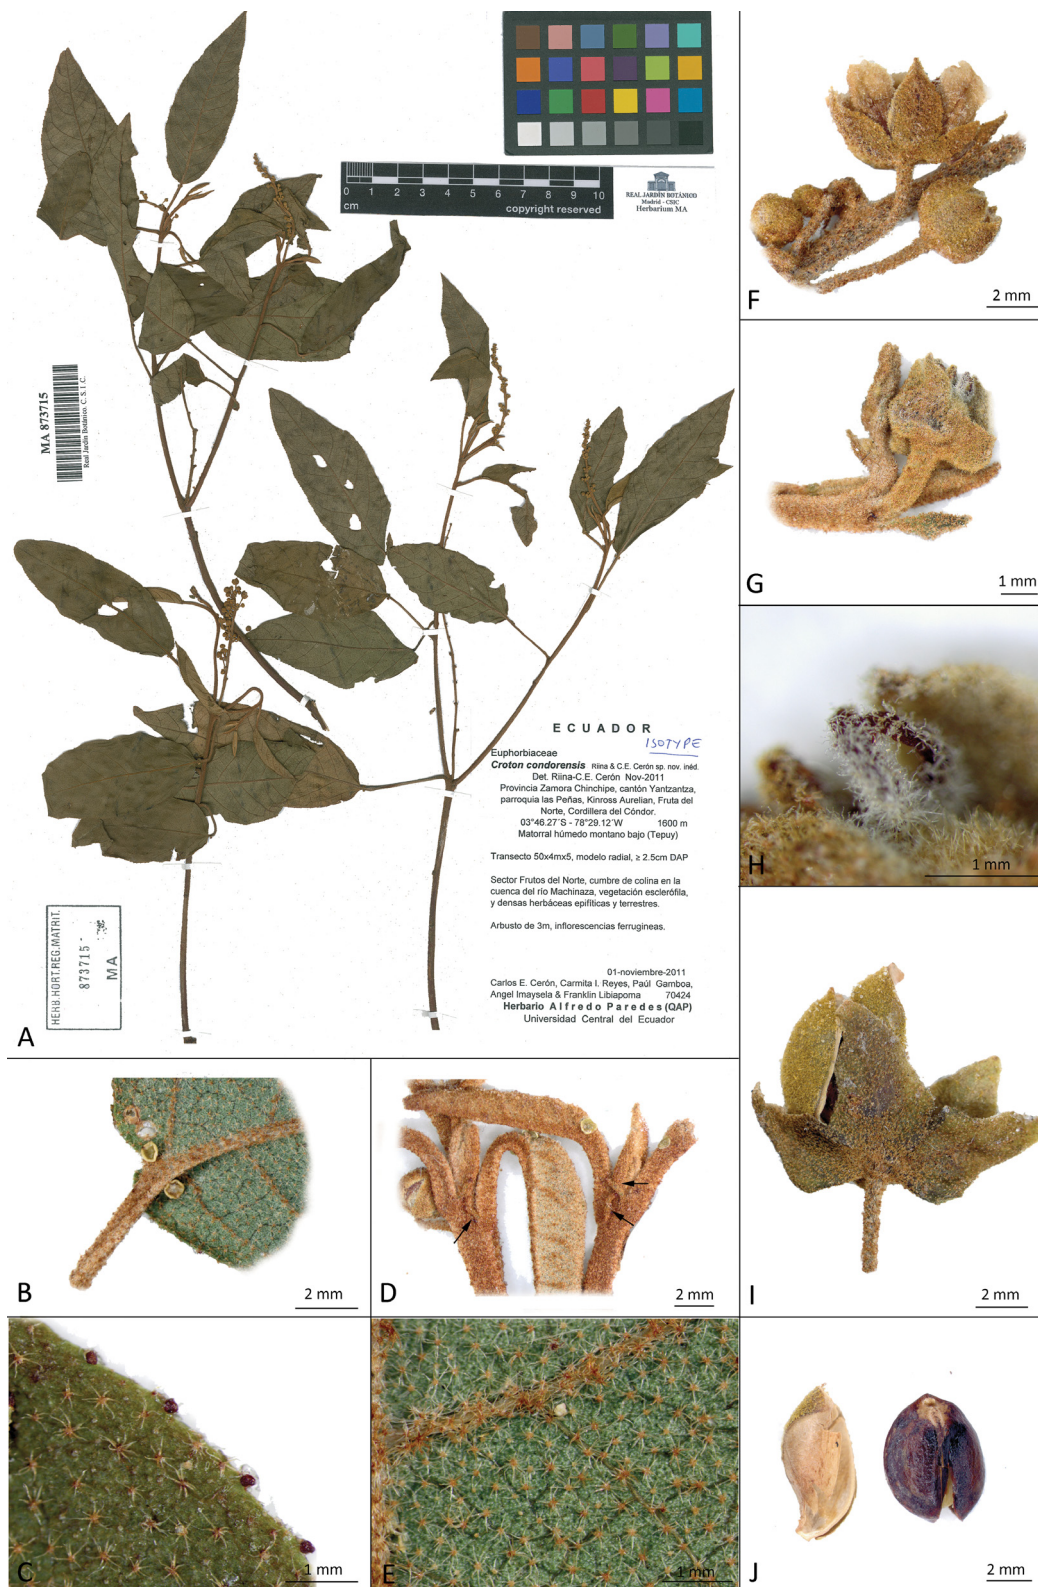 0 1 2 3 4 5 6 7 8 9 10
cm
copyright reserved
REAL JARDÍN BOTÁNICO
Madrid - CSIC
Herbarium MA
MA 873715
Real Jardín Botánico, C. S. I. C.
ECUADOR
ISOTYPE
Euphorbiaceae
Croton condorensis Riina & C.E. Cerón sp. nov. inéd.
Det. Riina-C.E. Cerón Nov-2011
Provincia Zamora Chinchipe, cantón Yantzantza,
parroquia las Peñas, Kinross Aurelian, Fruta del
Norte, Cordillera del Cóndor.
03°46.27´S - 78°29.12´W 1600 m
Matorral húmedo montano bajo (Tepuy)
Transecto 50x4mx5, modelo radial, ≥ 2.5cm DAP
Sector Frutos del Norte, cumbre de colina en la
cuenca del río Machinaza, vegetación esclerófila,
y densas herbáceas epifíticas y terrestres.
Arbusto de 3m, inflorescencias ferrugineas.
01-noviembre-2011
Carlos E. Cerón, Carmita I. Reyes, Paúl Gamboa,
Angel Imaysela & Franklin Libiapoma 70424
Herbario Alfredo Paredes (QAP)
Universidad Central del Ecuador
HERB.HORT.REG.MATRIT.
873715
MA
A
B
2 mm
C
1 mm
D
2 mm
E
1 mm
F
2 mm
G
1 mm
H
1 mm
I
2 mm
J
2 mm